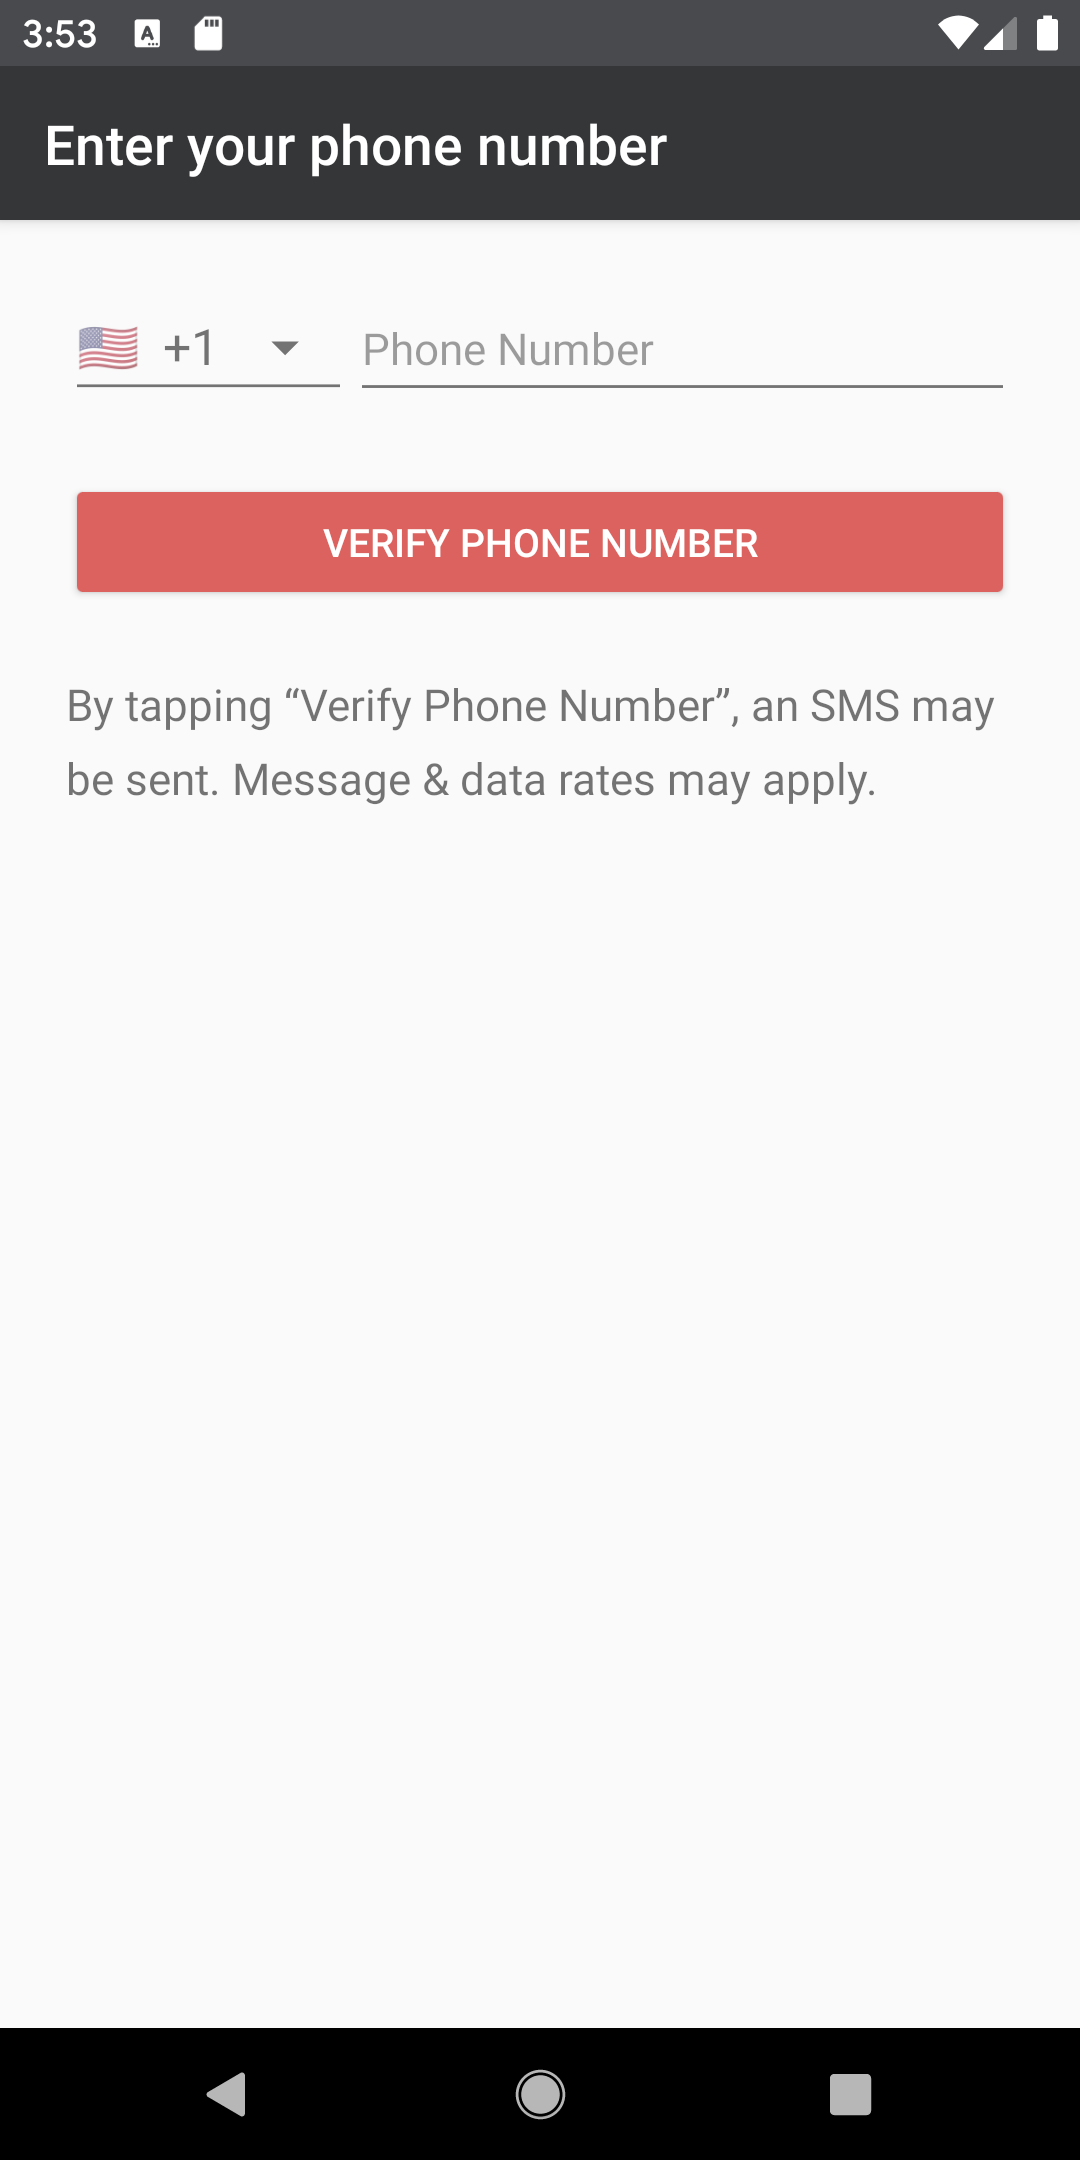 3:53
Enter your phone number
+1
Phone Number
VERIFY PHONE NUMBER
By tapping “Verify Phone Number”, an SMS may
be sent. Message & data rates may apply.